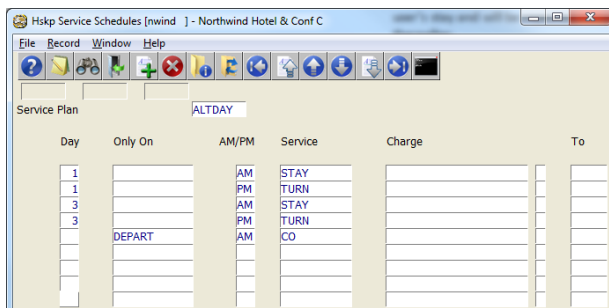 Hskp Service Schedules [nwind ] - Northwind Hotel & Conf C
File Record Window Help
Service Plan ALTDAY
Day Only On AM/PM Service Charge To
1 AM STAY
1 PM TURN
3 AM STAY
3 PM TURN
DEPART AM CO